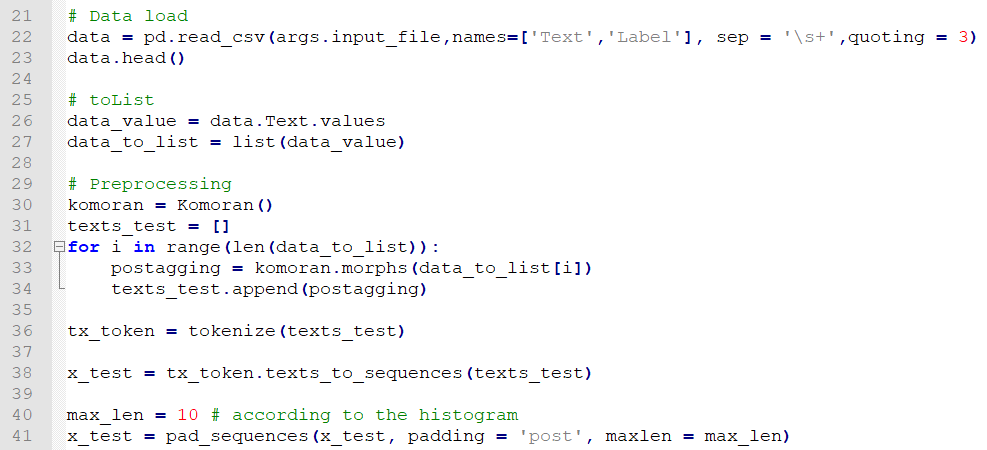 21 # Data load
22 data = pd.read_csv(args.input_file,names=['Text','Label'], sep = '\s+',quoting = 3)
23 data.head()
24
25 # toList
26 data_value = data.Text.values
27 data_to_list = list(data_value)
28
29 # Preprocessing
30 komoran = Komoran()
31 texts_test = []
32 for i in range(len(data_to_list)):
33     postagging = komoran.morphs(data_to_list[i])
34     texts_test.append(postagging)
35
36 tx_token = tokenize(texts_test)
37
38 x_test = tx_token.texts_to_sequences(texts_test)
39
40 max_len = 10 # according to the histogram
41 x_test = pad_sequences(x_test, padding = 'post', maxlen = max_len)